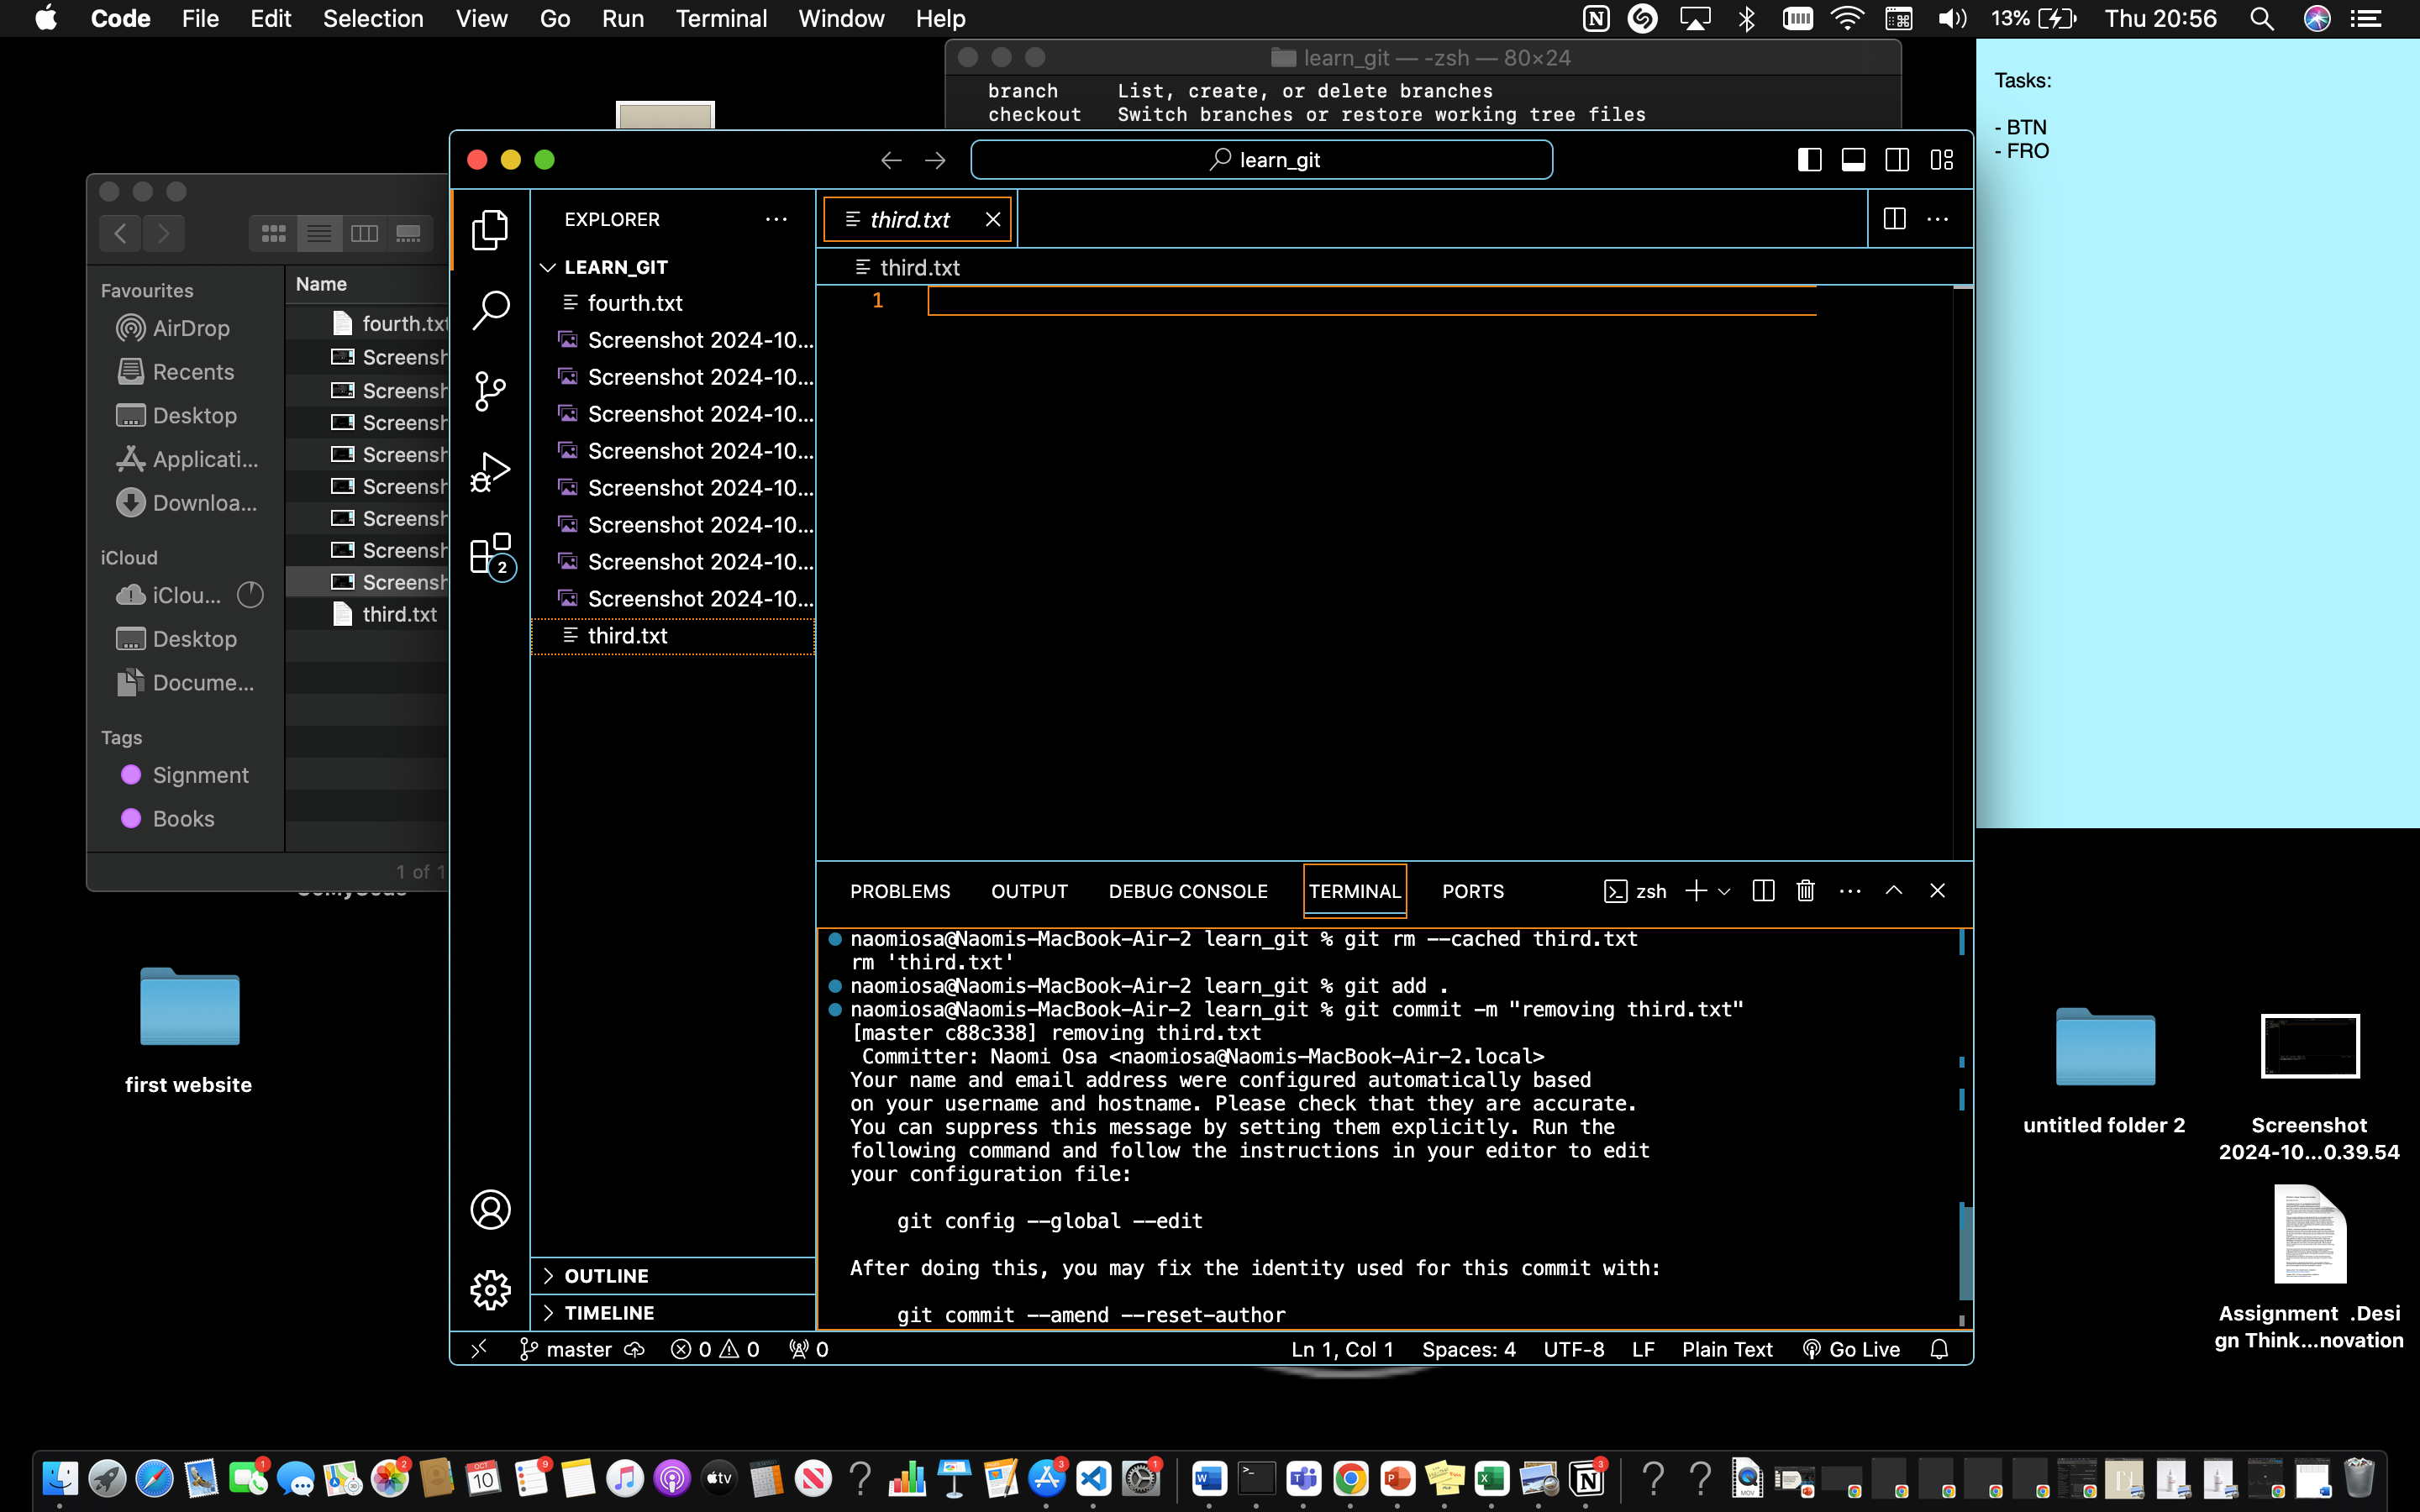 Code File Edit Selection View Go Run Terminal Window Help 13% Thu 20:56
learn_git — -zsh — 80×24
branch List, create, or delete branches
checkout Switch branches or restore working tree files
Tasks:
- BTN
- FRO
learn_git
EXPLORER
third.txt
LEARN_GIT
third.txt
fourth.txt
1
Screenshot 2024-10...
Screenshot 2024-10...
Screenshot 2024-10...
Screenshot 2024-10...
Screenshot 2024-10...
Screenshot 2024-10...
Screenshot 2024-10...
Screenshot 2024-10...
third.txt
OUTLINE
TIMELINE
Favourites
AirDrop
Recents
Desktop
Applicati...
Downloa...
iCloud
iClou...
Desktop
Docume...
Tags
Signment
Books
Name
fourth.txt
Screensh
Screensh
Screensh
Screensh
Screensh
Screensh
Screensh
Screensh
third.txt
1 of 1
PROBLEMS OUTPUT DEBUG CONSOLE TERMINAL PORTS zsh
naomiosa@Naomis-MacBook-Air-2 learn_git % git rm --cached third.txt
rm 'third.txt'
naomiosa@Naomis-MacBook-Air-2 learn_git % git add .
naomiosa@Naomis-MacBook-Air-2 learn_git % git commit -m "removing third.txt"
[master c88c338] removing third.txt
Committer: Naomi Osa <naomiosa@Naomis-MacBook-Air-2.local>
Your name and email address were configured automatically based
on your username and hostname. Please check that they are accurate.
You can suppress this message by setting them explicitly. Run the
following command and follow the instructions in your editor to edit
your configuration file:
git config --global --edit
After doing this, you may fix the identity used for this commit with:
git commit --amend --reset-author
2
master 0 0 0 Ln 1, Col 1 Spaces: 4 UTF-8 LF Plain Text Go Live
first website
untitled folder 2
Screenshot
2024-10...0.39.54
Assignment .Desi
gn Think...novation
1
2
OCT
10
9
tv
3
1
3